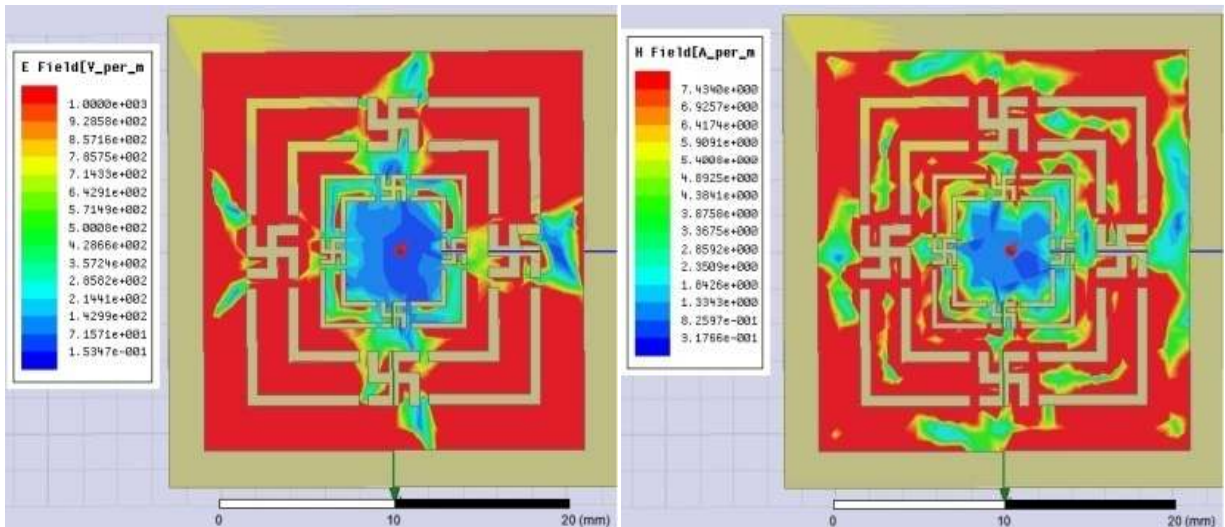 E Field[V_per_m
1.0000e+003
9.2858e+002
8.5716e+002
7.8575e+002
7.1433e+002
6.4291e+002
5.7149e+002
5.0008e+002
4.2866e+002
3.5724e+002
2.8582e+002
2.1441e+002
1.4299e+002
7.1571e+001
1.5347e-001
0 10 20 (mm)
H Field[A_per_m
7.4340e+000
6.9257e+000
6.4174e+000
5.9091e+000
5.4008e+000
4.8925e+000
4.3841e+000
3.8758e+000
3.3675e+000
2.8592e+000
2.3509e+000
1.8426e+000
1.3343e+000
8.2597e-001
3.1766e-001
0 10 20 (mm)